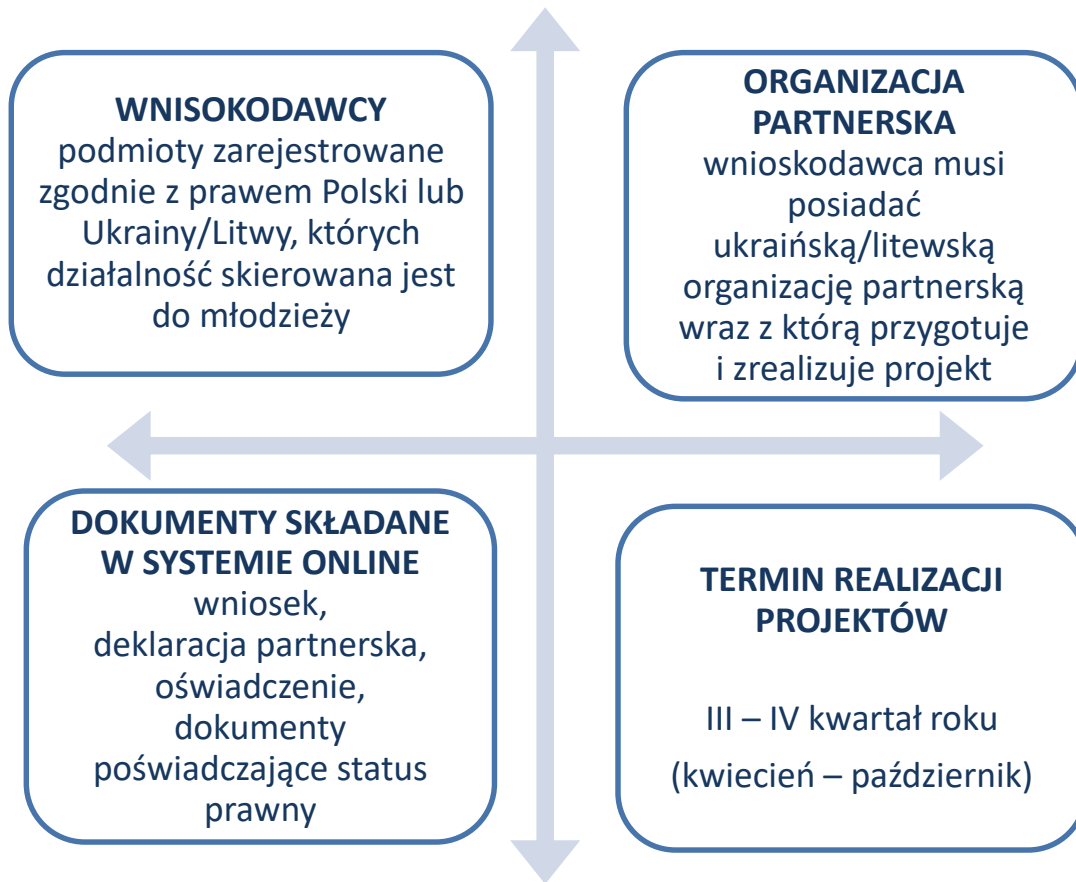 WNISOKODAWCY
podmioty zarejestrowane
zgodnie z prawem Polski lub
Ukrainy/Litwy, których
działalność skierowana jest
do młodzieży
ORGANIZACJA
PARTNERSKA
wnioskodawca musi
posiadać
ukraińską/litewską
organizację partnerską
wraz z którą przygotuje
i zrealizuje projekt
DOKUMENTY SKŁADANE
W SYSTEMIE ONLINE
wniosek,
deklaracja partnerska,
oświadczenie,
dokumenty
poświadczające status
prawny
TERMIN REALIZACJI
PROJEKTÓW
III – IV kwartał roku
(kwiecień – październik)